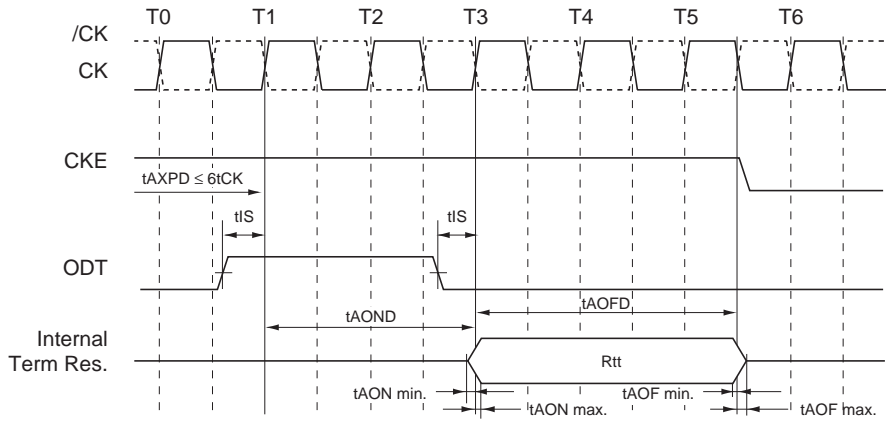 T0 T1 T2 T3 T4 T5 T6
/CK
CK
CKE
tAXPD ≤ 6tCK
tIS tIS
ODT
tAOND tAOFD
Internal
Term Res.
Rtt
tAON min. tAOF min.
tAON max. tAOF max.